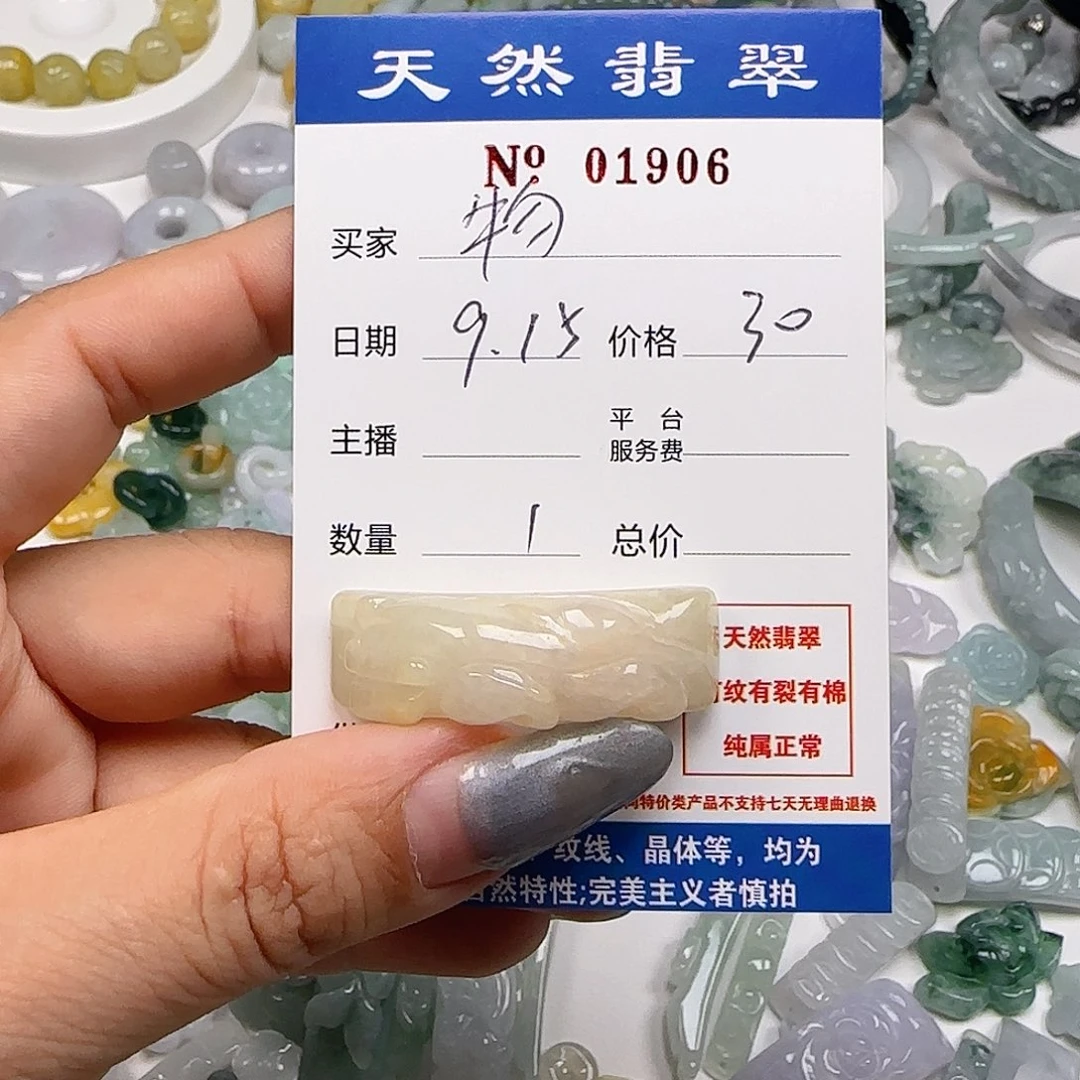 天然翡翠
Nº 01906
买家 物
日期 9.15 价格 30
主播 平台服务费
数量 1 总价
天然翡翠
纹有裂有棉
纯属正常
特价类产品不支持七天无理由退换
纹线、晶体等，均为
自然特性;完美主义者慎拍